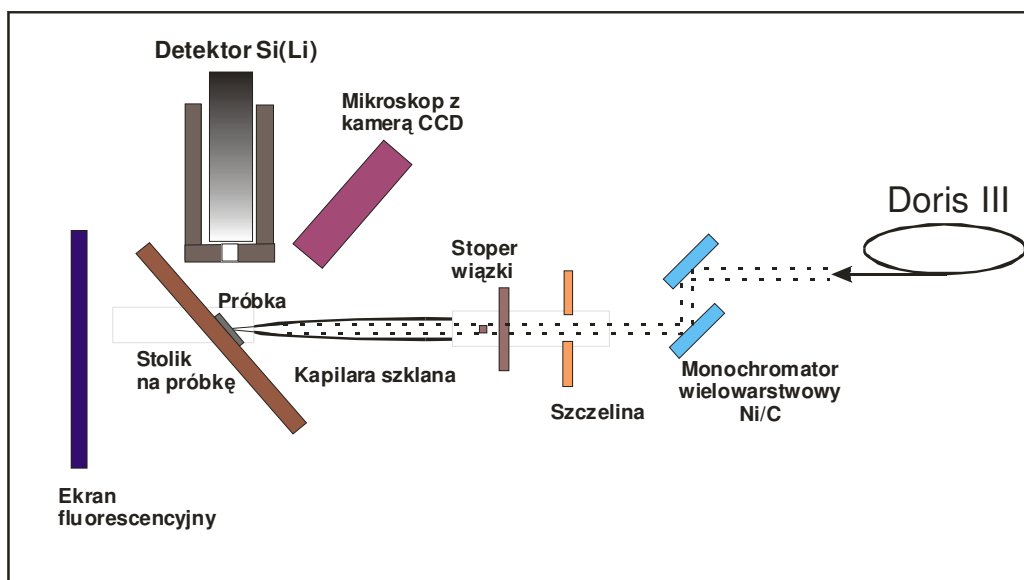 Detektor Si(Li)
Mikroskop z
kamerą CCD
Doris III
Stoper
wiązki
Próbka
Stolik
na próbkę
Kapilara szklana
Szczelina
Monochromator
wielowarstwowy
Ni/C
Ekran
fluorescencyjny